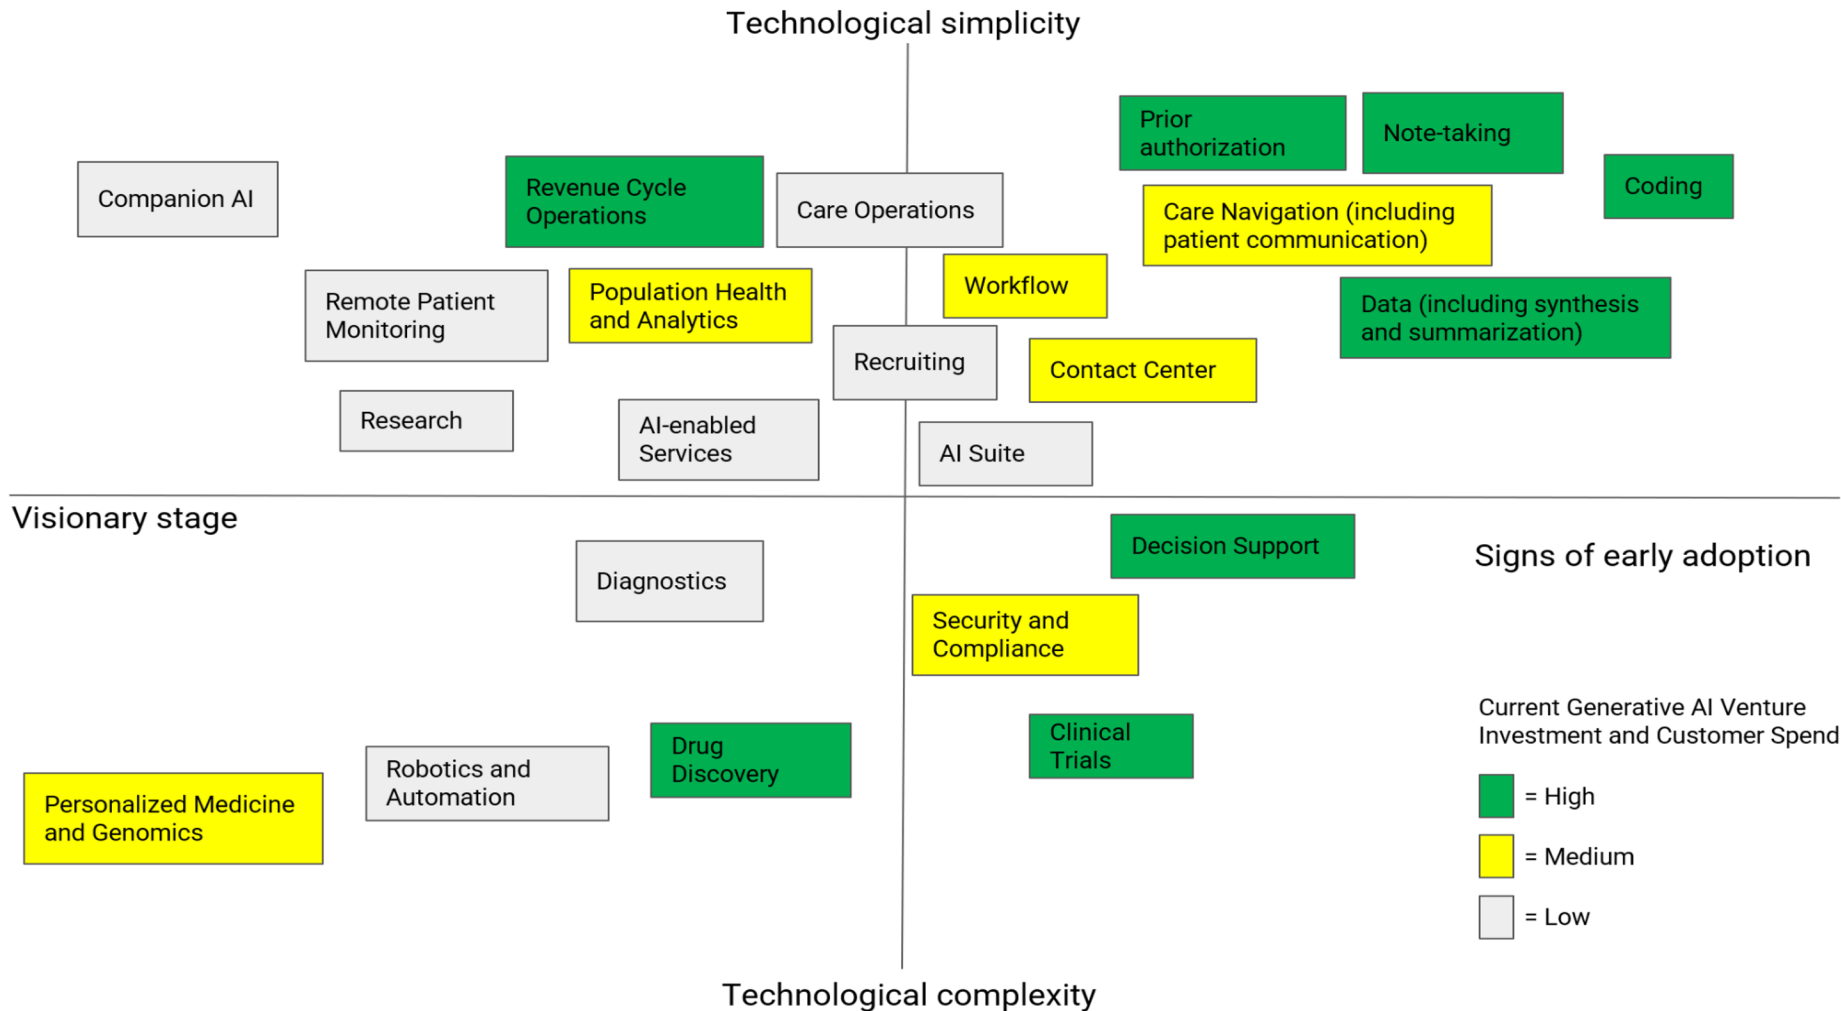 Technological simplicity
Prior
authorization
Note-taking
Coding
Companion AI
Revenue Cycle
Operations
Care Operations
Care Navigation (including
patient communication)
Remote Patient
Monitoring
Population Health
and Analytics
Workflow
Data (including synthesis
and summarization)
Recruiting
Contact Center
Research
AI-enabled
Services
AI Suite
Visionary stage
Signs of early adoption
Decision Support
Diagnostics
Security and
Compliance
Clinical
Trials
Drug
Discovery
Robotics and
Automation
Personalized Medicine
and Genomics
Current Generative AI Venture
Investment and Customer Spend
= High
= Medium
= Low
Technological complexity